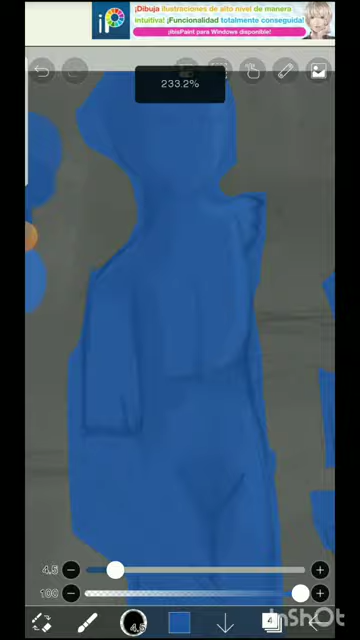 ¡Dibuja ilustraciones de alto nivel de manera
intuitiva! ¡Funcionalidad totalmente conseguida!
¡ibisPaint para Windows disponible!
233.2%
4.5
100
4.5
4
InShOt